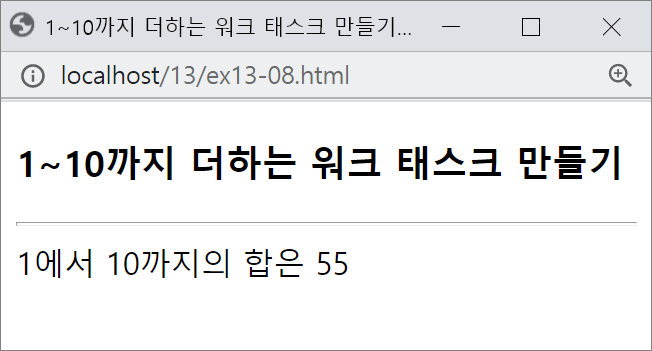 1~10까지 더하는 워크 태스크 만들기...
localhost/13/ex13-08.html
1~10까지 더하는 워크 태스크 만들기
1에서 10까지의 합은 55